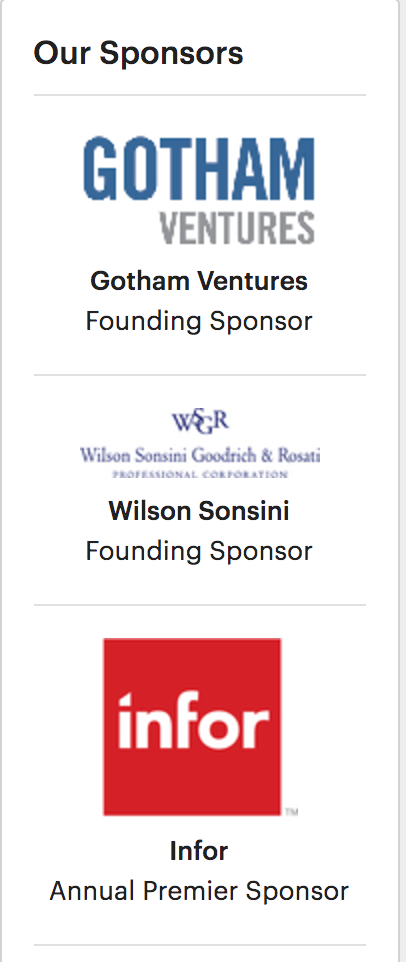 Our Sponsors
GOTHAM
VENTURES
Gotham Ventures
Founding Sponsor
WSGR
Wilson Sonsini Goodrich & Rosati
PROFESSIONAL CORPORATION
Wilson Sonsini
Founding Sponsor
infor
TM
Infor
Annual Premier Sponsor